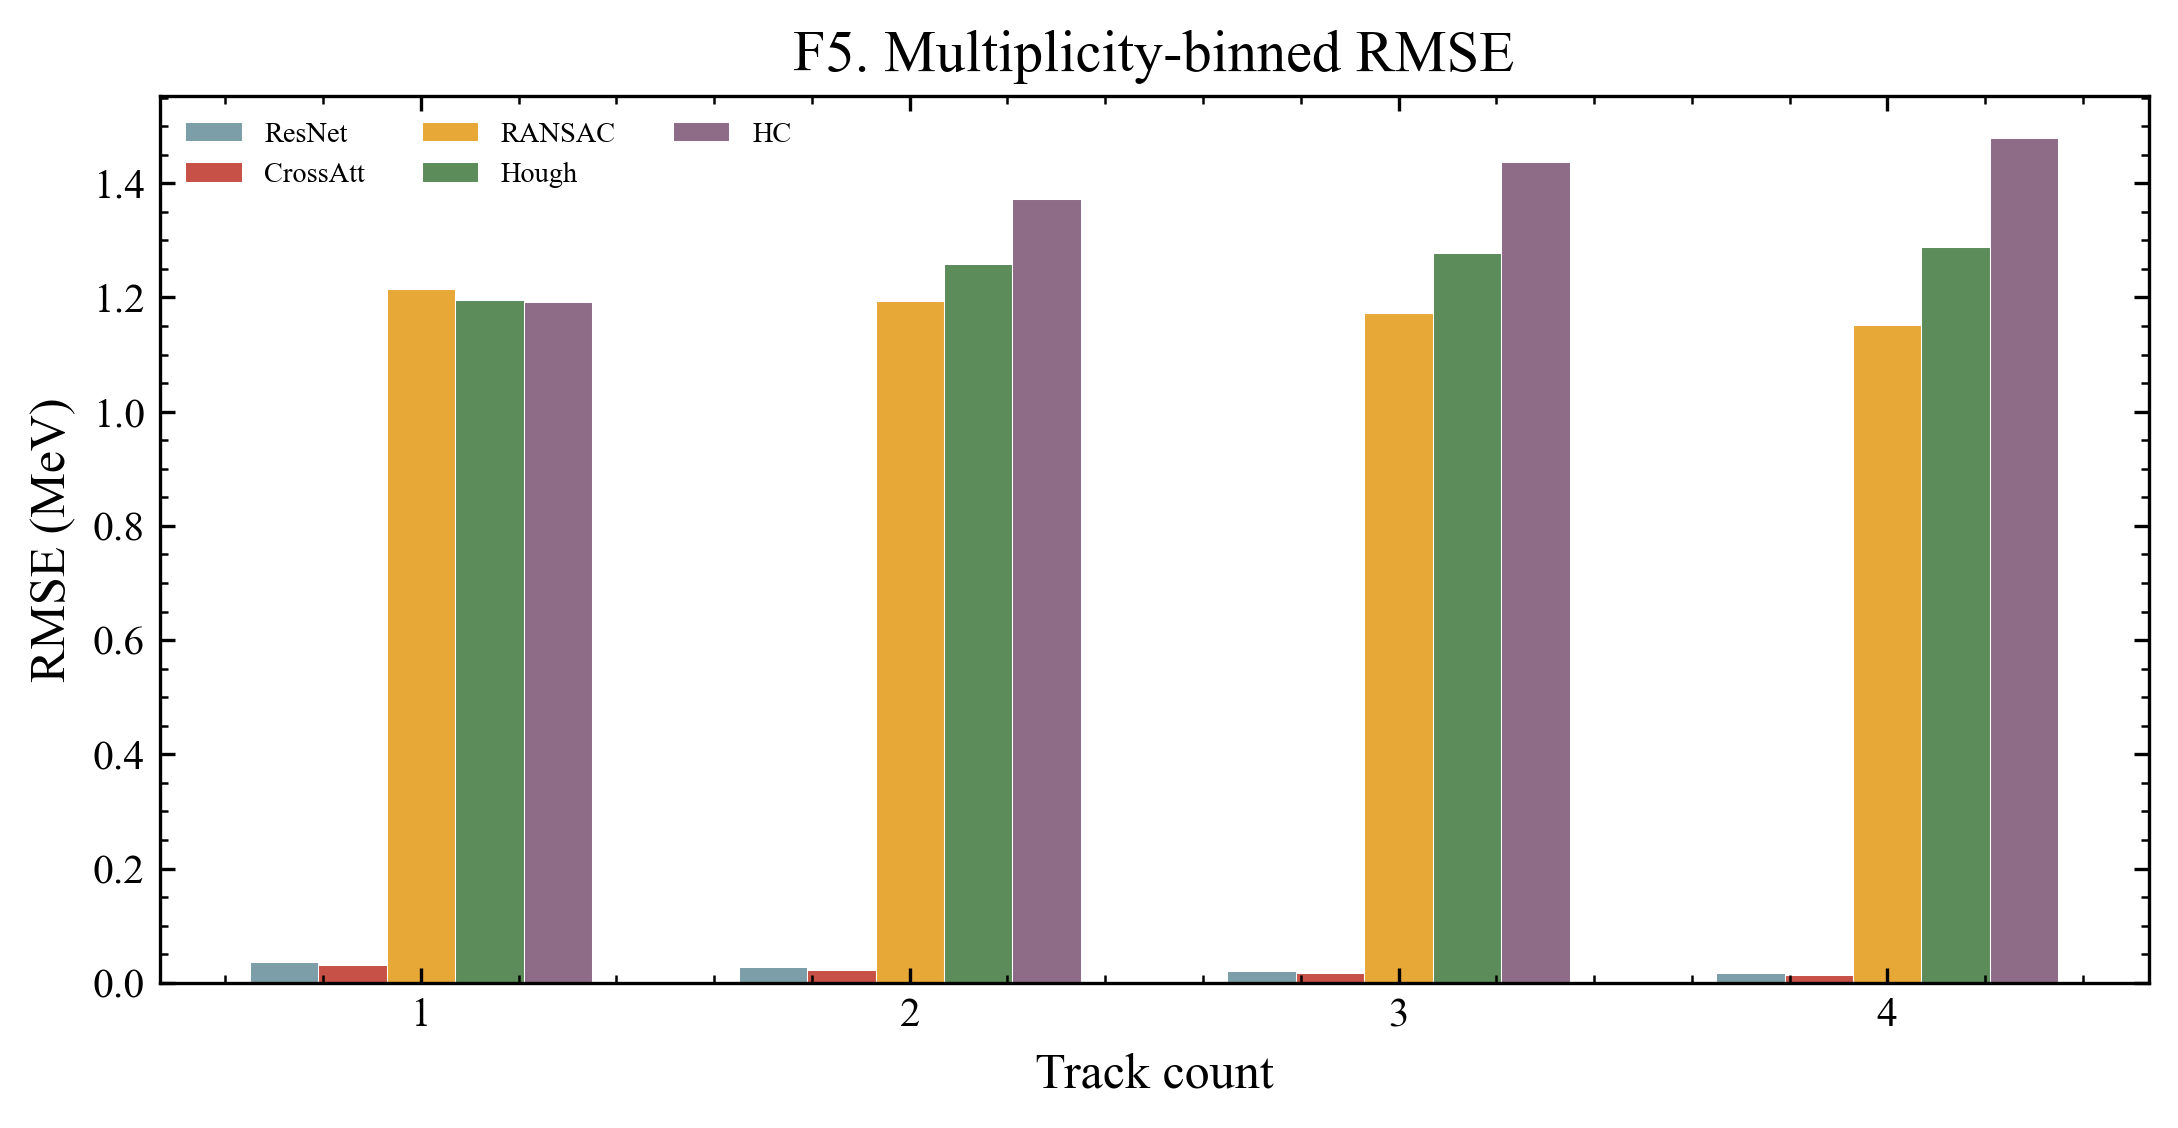 F5. Multiplicity-binned RMSE
ResNet
CrossAtt
RANSAC
Hough
HC
RMSE (MeV)
1.4
1.2
1.0
0.8
0.6
0.4
0.2
0.0
1 2 3 4
Track count